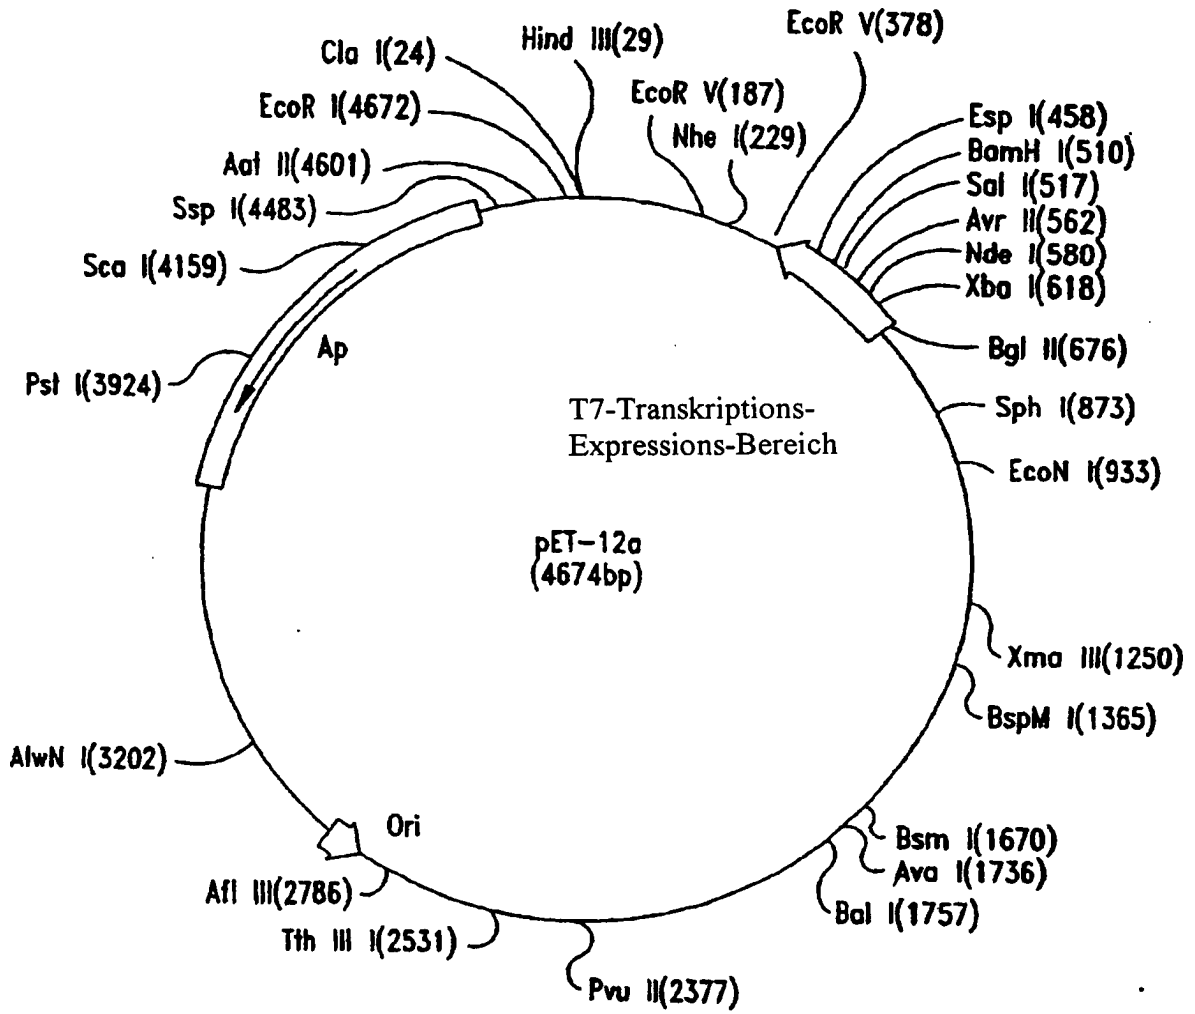 Cla I(24)
Hind III(29)
EcoR V(378)
EcoR I(4672)
EcoR V(187)
Nhe I(229)
Aat II(4601)
Ssp I(4483)
Sca I(4159)
Pst I(3924)
Ap
Esp I(458)
BamH I(510)
Sal I(517)
Avr II(562)
Nde I(580)
Xba I(618)
Bgl II(676)
Sph I(873)
EcoN I(933)
T7-Transkriptions-
Expressions-Bereich
pET-12a
(4674bp)
Xma III(1250)
BspM I(1365)
AlwN I(3202)
Ori
Bsm I(1670)
Ava I(1736)
Bal I(1757)
Afl III(2786)
Tth III I(2531)
Pvu II(2377)